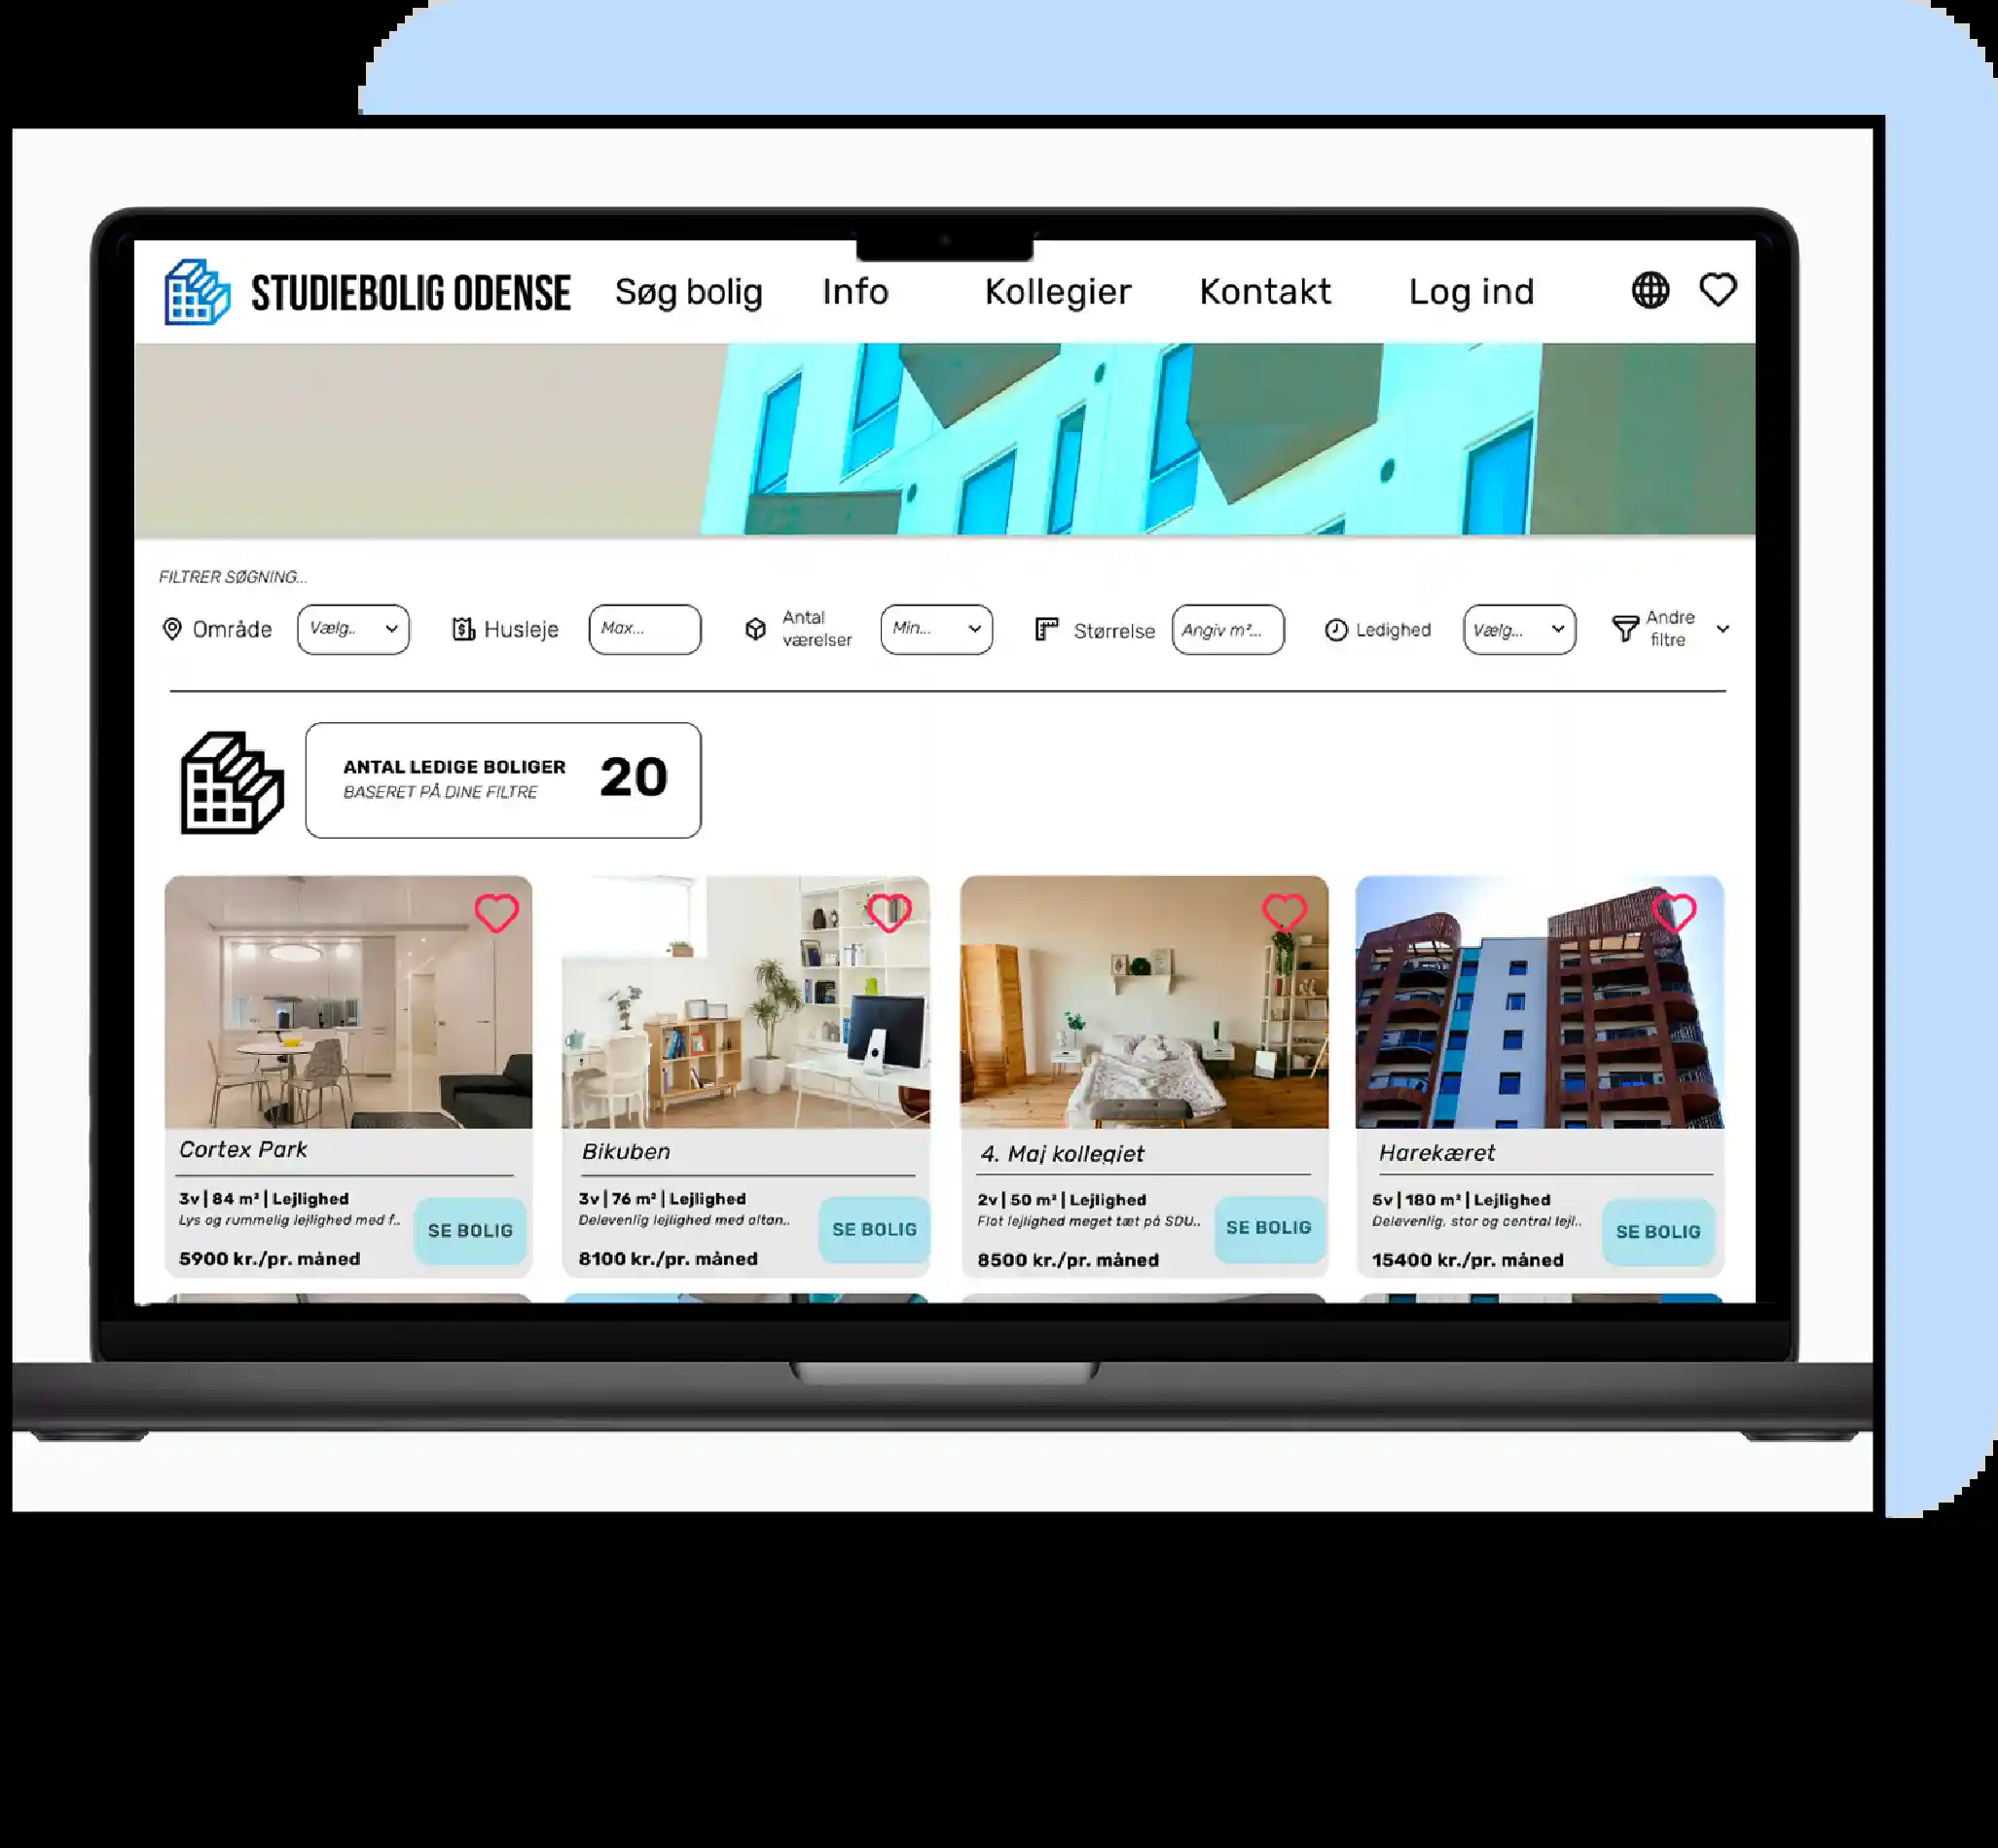 STUDIEBOLIG ODENSE Søg bolig Info Kollegier Kontakt Log ind
FILTRER SØGNING...
Område Vælg.. Husleje Max... Antal værelser Min... Størrelse Angiv m²... Ledighed Vælg... Andre filtre
ANTAL LEDIGE BOLIGER 20
BASERET PÅ DINE FILTRE
Cortex Park
3v | 84 m² | Lejlighed
Lys og rummelig lejlighed med f..
5900 kr./pr. måned
SE BOLIG
Bikuben
3v | 76 m² | Lejlighed
Delevenlig lejlighed med altan..
8100 kr./pr. måned
SE BOLIG
4. Maj kollegiet
2v | 50 m² | Lejlighed
Flot lejlighed meget tæt på SDU..
8500 kr./pr. måned
SE BOLIG
Harekæret
5v | 180 m² | Lejlighed
Delevenlig, stor og central lejl..
15400 kr./pr. måned
SE BOLIG